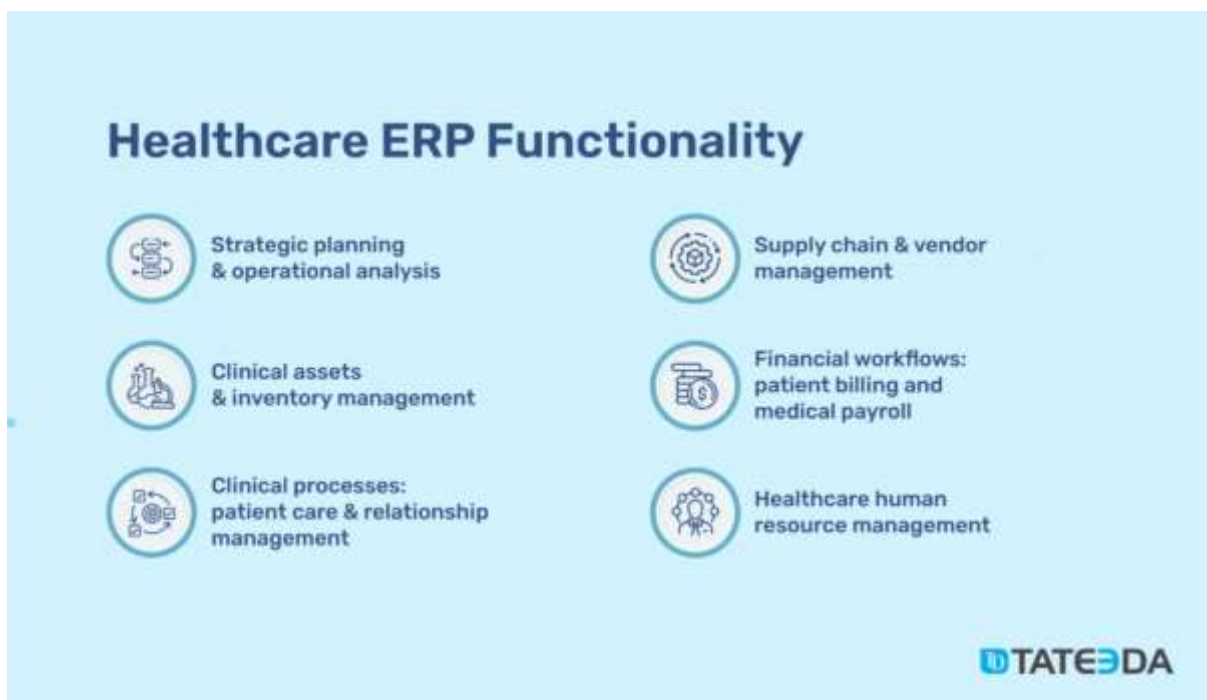 Healthcare ERP Functionality
Strategic planning
& operational analysis
Clinical assets
& inventory management
Clinical processes:
patient care & relationship
management
Supply chain & vendor
management
Financial workflows:
patient billing and
medical payroll
Healthcare human
resource management
TATEEDA